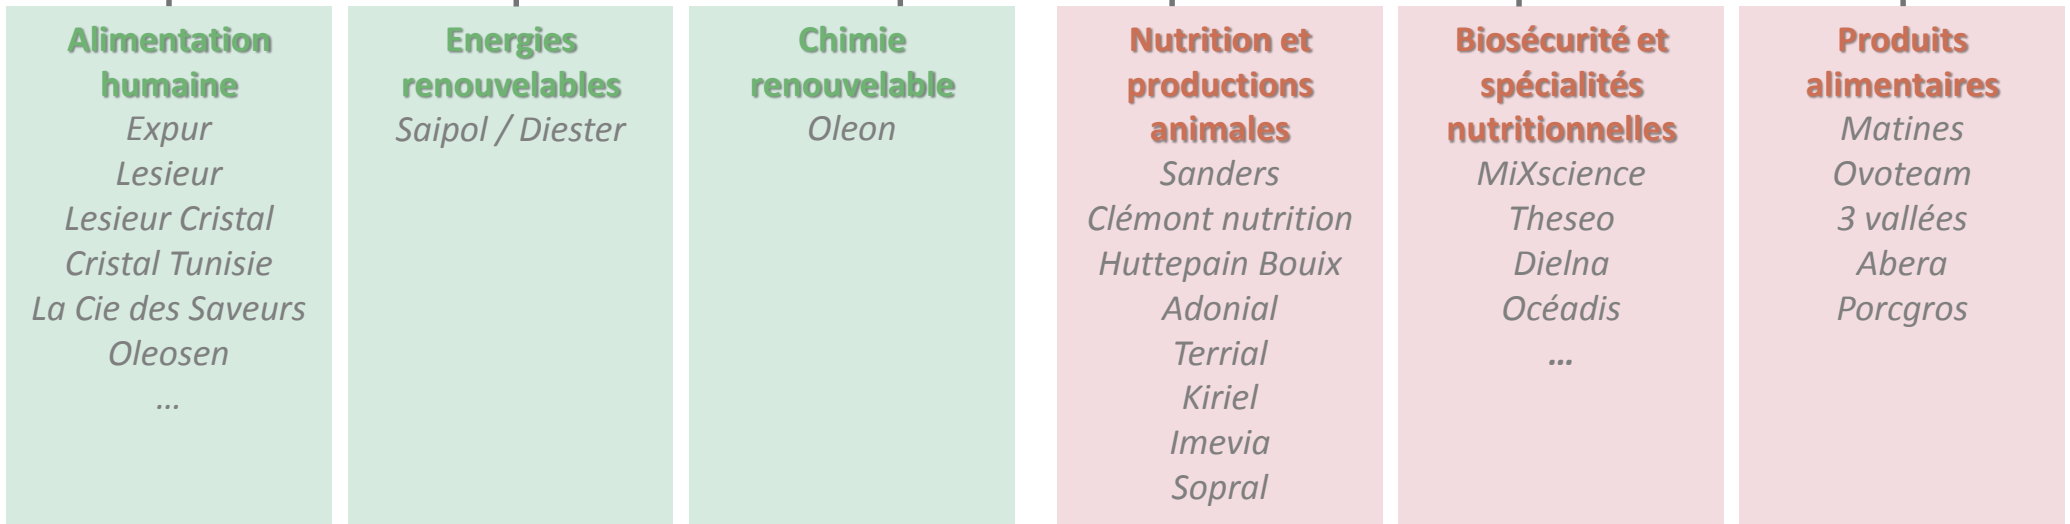 Alimentation
humaine
Expur
Lesieur
Lesieur Cristal
Cristal Tunisie
La Cie des Saveurs
Oleosen
...
Energies
renouvelables
Saipol / Diester
Chimie
renouvelable
Oleon
Nutrition et
productions
animales
Sanders
Clémont nutrition
Huttepain Bouix
Adonial
Terrial
Kiriel
Imevia
Sopral
Biosécurité et
spécialités
nutritionnelles
MiXscience
Theseo
Dielna
Océadis
...
Produits
alimentaires
Matines
Ovoteam
3 vallées
Abera
Porcgros